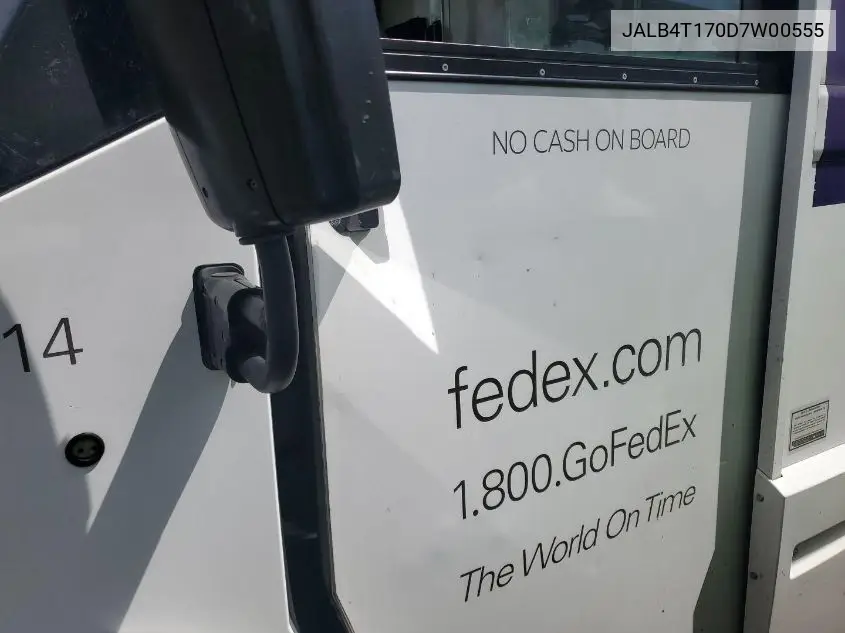 JALB4T170D7W00555
NO CASH ON BOARD
14
fedex.com
1.800.GoFedEx
The World On Time